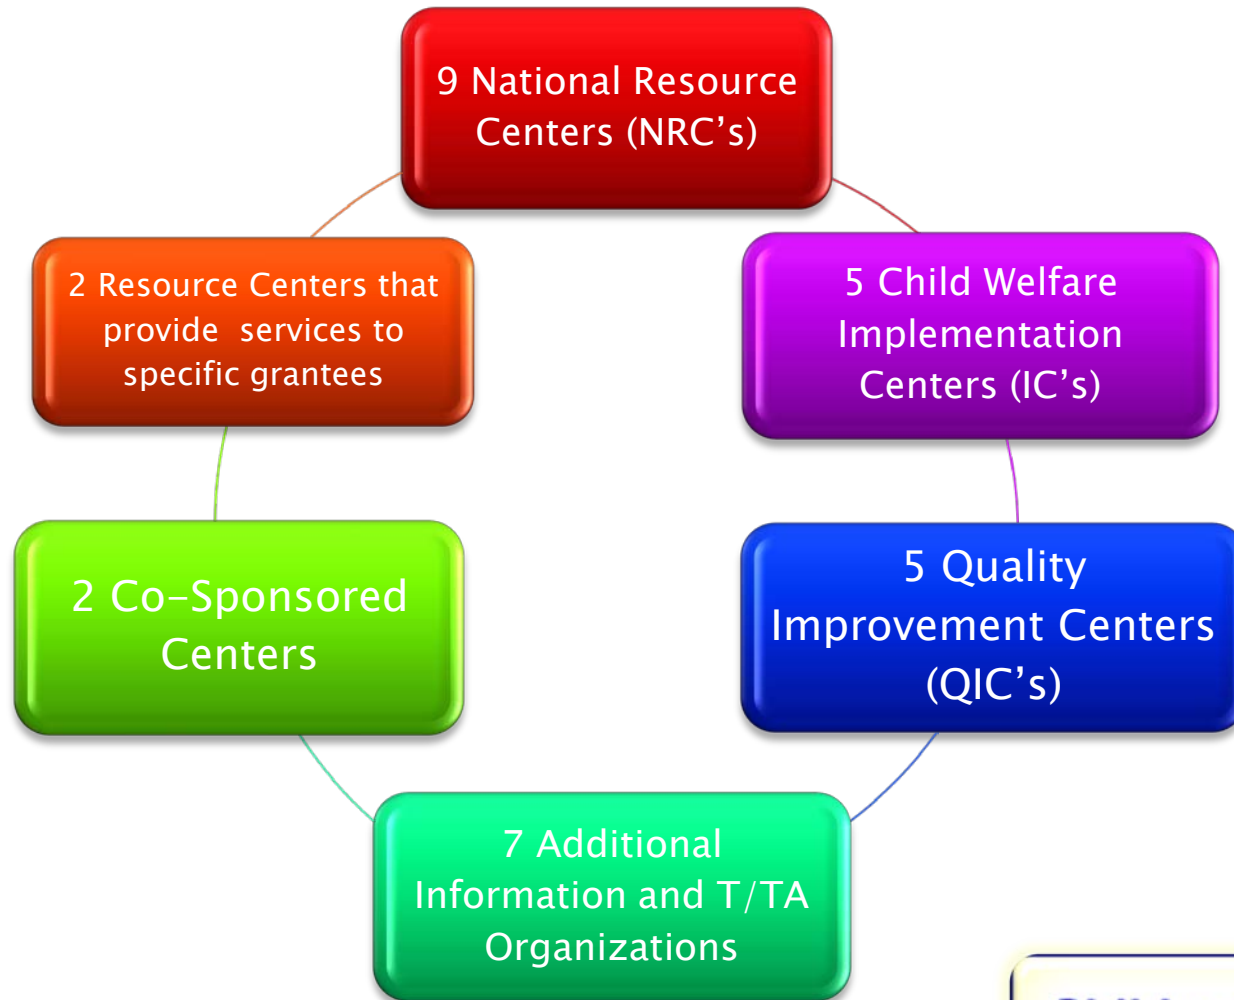 9 National Resource
Centers (NRC’s)
5 Child Welfare
Implementation
Centers (IC’s)
5 Quality
Improvement Centers
(QIC’s)
7 Additional
Information and T/TA
Organizations
2 Co-Sponsored
Centers
2 Resource Centers that
provide  services to
specific grantees